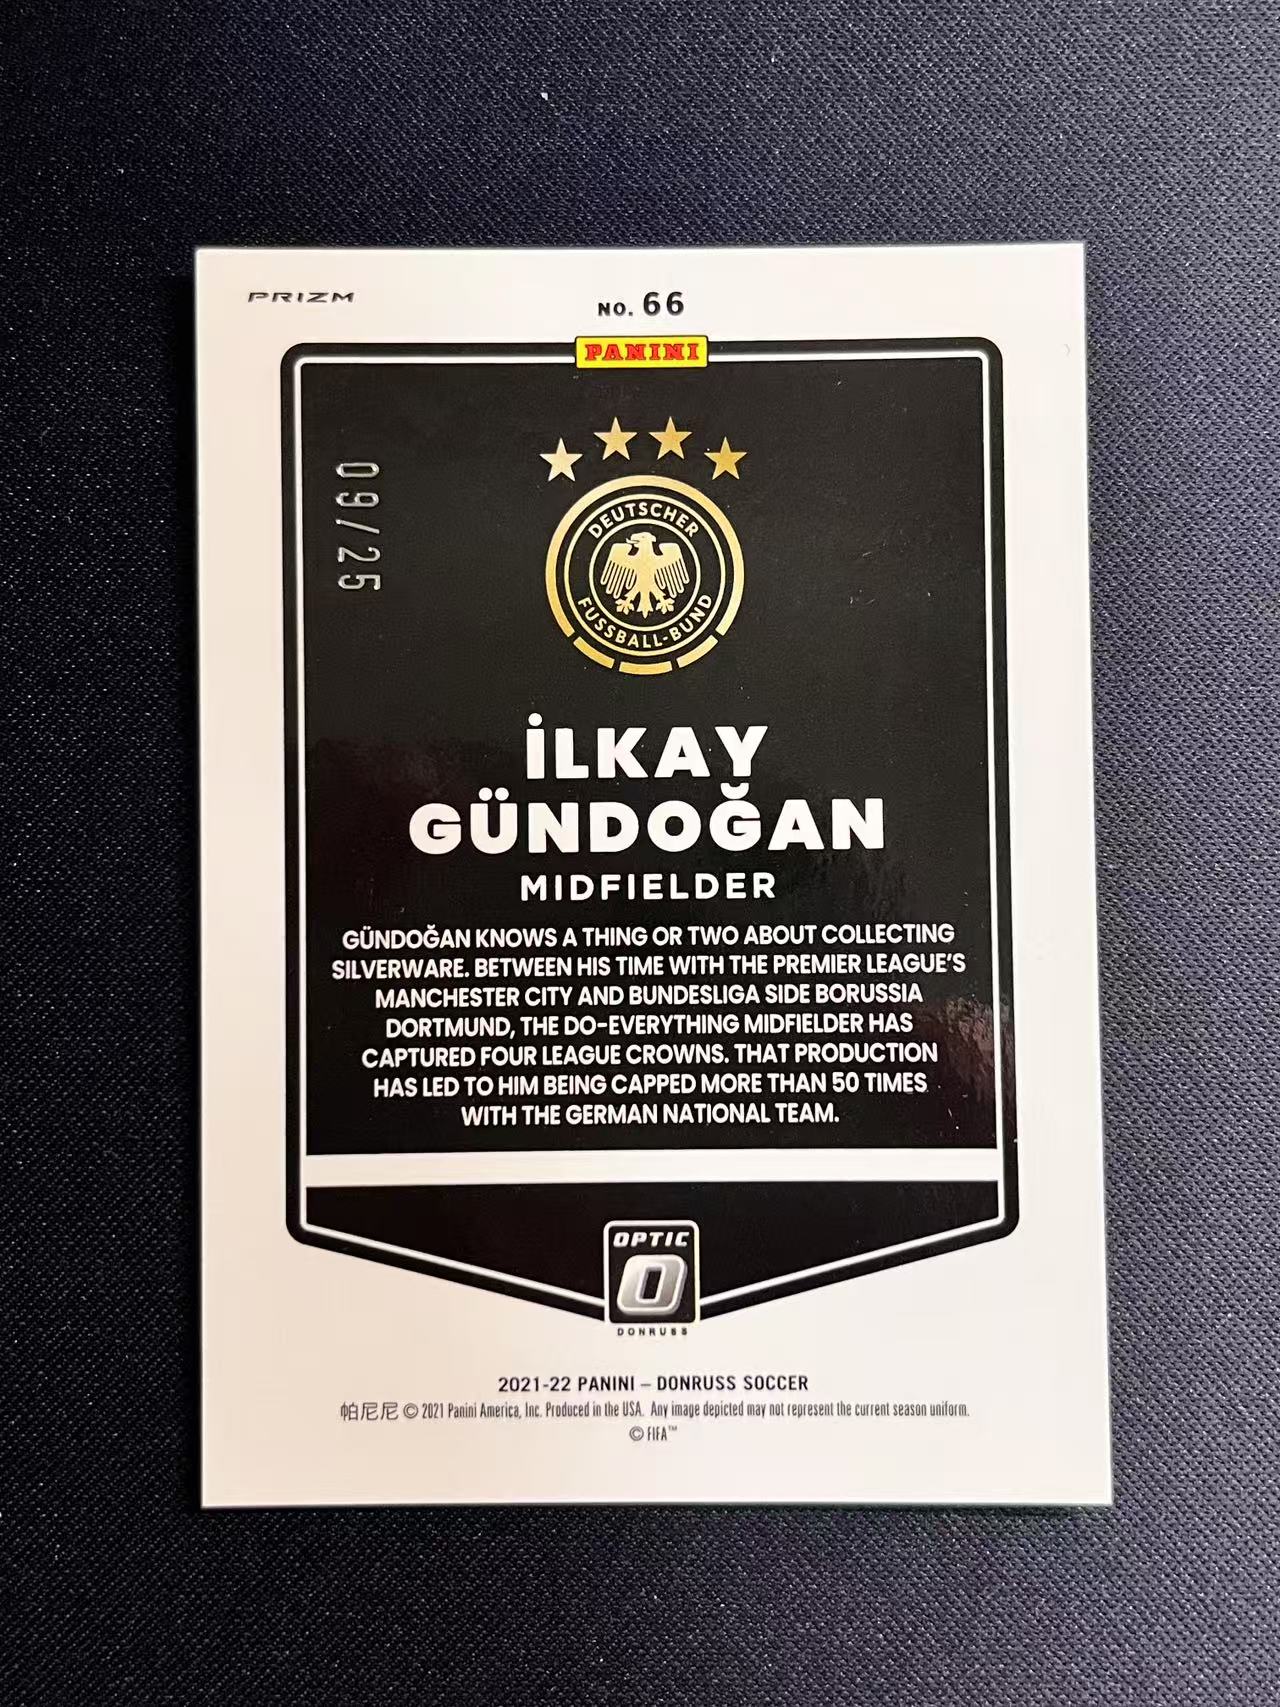 PRIZM
NO. 66
PANINI
09/25
DEUTSCHER
FUSSBALL-BUND
İLKAY
GÜNDOĞAN
MIDFIELDER
GÜNDOĞAN KNOWS A THING OR TWO ABOUT COLLECTING
SILVERWARE. BETWEEN HIS TIME WITH THE PREMIER LEAGUE'S
MANCHESTER CITY AND BUNDESLIGA SIDE BORUSSIA
DORTMUND, THE DO-EVERYTHING MIDFIELDER HAS
CAPTURED FOUR LEAGUE CROWNS. THAT PRODUCTION
HAS LED TO HIM BEING CAPPED MORE THAN 50 TIMES
WITH THE GERMAN NATIONAL TEAM.
OPTIC
O
DONRUSS
2021-22 PANINI – DONRUSS SOCCER
帕尼尼 © 2021 Panini America, Inc. Produced in the USA. Any image depicted may not represent the current season uniform.
© FIFA™